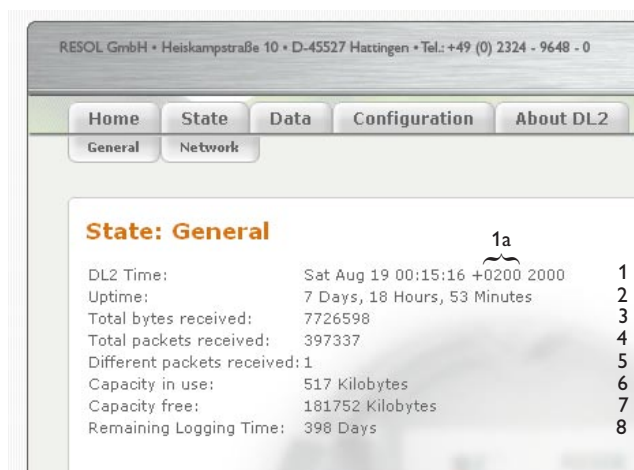 RESOL GmbH • Heiskampstraße 10 • D-45527 Hattingen • Tel.: +49 (0) 2324 - 9648 - 0
Home State Data Configuration About DL2
General Network
State: General
1a
DL2 Time: Sat Aug 19 00:15:16 +0200 2000 1
Uptime: 7 Days, 18 Hours, 53 Minutes 2
Total bytes received: 7726598 3
Total packets received: 397337 4
Different packets received: 1 5
Capacity in use: 517 Kilobytes 6
Capacity free: 181752 Kilobytes 7
Remaining Logging Time: 398 Days 8